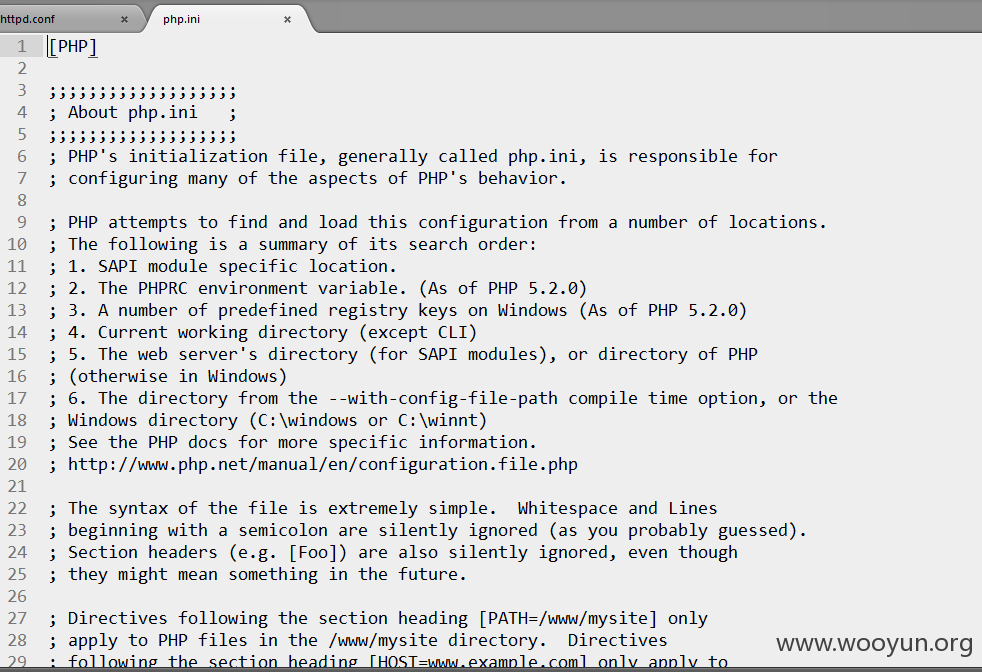 httpd.conf × php.ini ×
1 [PHP]
2
3 ;;;;;;;;;;;;;;;;;;;
4 ; About php.ini   ;
5 ;;;;;;;;;;;;;;;;;;;
6 ; PHP's initialization file, generally called php.ini, is responsible for
7 ; configuring many of the aspects of PHP's behavior.
8
9 ; PHP attempts to find and load this configuration from a number of locations.
10 ; The following is a summary of its search order:
11 ; 1. SAPI module specific location.
12 ; 2. The PHPRC environment variable. (As of PHP 5.2.0)
13 ; 3. A number of predefined registry keys on Windows (As of PHP 5.2.0)
14 ; 4. Current working directory (except CLI)
15 ; 5. The web server's directory (for SAPI modules), or directory of PHP
16 ; (otherwise in Windows)
17 ; 6. The directory from the --with-config-file-path compile time option, or the
18 ; Windows directory (C:\windows or C:\winnt)
19 ; See the PHP docs for more specific information.
20 ; http://www.php.net/manual/en/configuration.file.php
21
22 ; The syntax of the file is extremely simple.  Whitespace and Lines
23 ; beginning with a semicolon are silently ignored (as you probably guessed).
24 ; Section headers (e.g. [Foo]) are also silently ignored, even though
25 ; they might mean something in the future.
26
27 ; Directives following the section heading [PATH=/www/mysite] only
28 ; apply to PHP files in the /www/mysite directory.  Directives
29 ; following the section heading [HOST=www.example.com] only apply to
www.wooyun.org